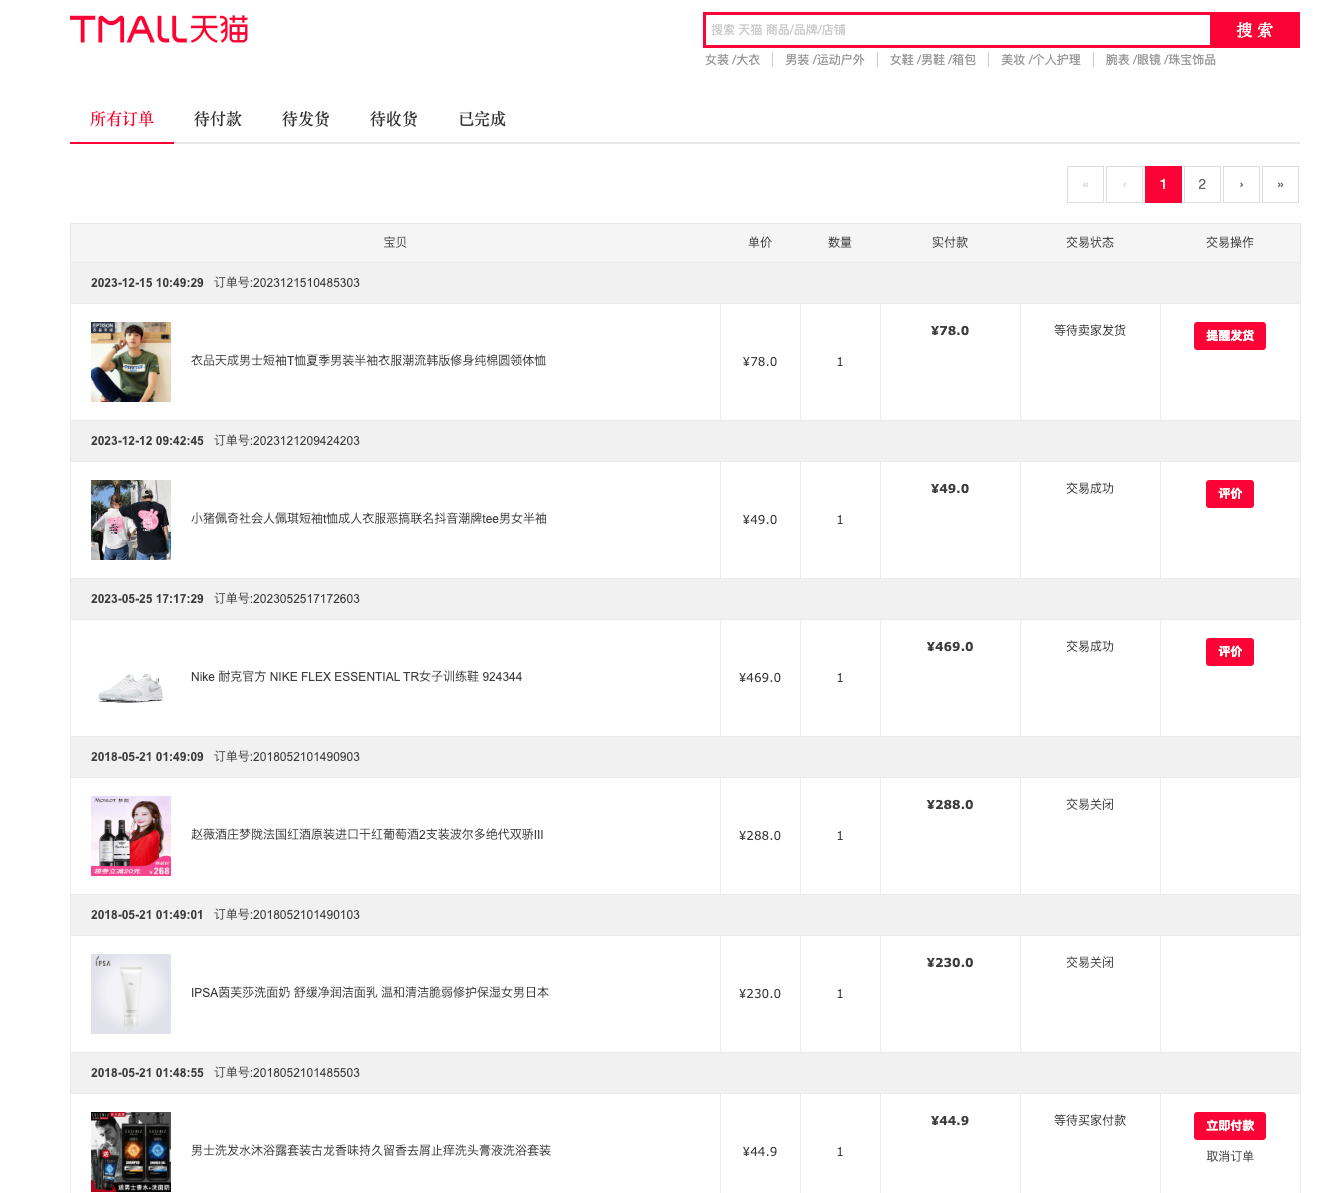 TMALL天猫
搜索 天猫 商品/品牌/店铺
搜 索
女装 /大衣 男装 /运动户外 女鞋 /男鞋 /箱包 美妆 /个人护理 腕表 /眼镜 /珠宝饰品
所有订单 待付款 待发货 待收货 已完成
« ‹ 1 2 › »
宝贝 单价 数量 实付款 交易状态 交易操作
2023-12-15 10:49:29 订单号:2023121510485303
EPTISON
衣品天成男士短袖T恤夏季男装半袖衣服潮流韩版修身纯棉圆领体恤 ¥78.0 1 ¥78.0 等待卖家发货 提醒发货
2023-12-12 09:42:45 订单号:2023121209424203
小猪佩奇社会人佩琪短袖t恤成人衣服恶搞联名抖音潮牌tee男女半袖 ¥49.0 1 ¥49.0 交易成功 评价
2023-05-25 17:17:29 订单号:2023052517172603
Nike 耐克官方 NIKE FLEX ESSENTIAL TR女子训练鞋 924344 ¥469.0 1 ¥469.0 交易成功 评价
2018-05-21 01:49:09 订单号:2018052101490903
领券立减20元 ¥268
赵薇酒庄梦陇法国红酒原装进口干红葡萄酒2支装波尔多绝代双骄III ¥288.0 1 ¥288.0 交易关闭
2018-05-21 01:49:01 订单号:2018052101490103
IPSA
IPSA茵芙莎洗面奶 舒缓净润洁面乳 温和清洁脆弱修护保湿女男日本 ¥230.0 1 ¥230.0 交易关闭
2018-05-21 01:48:55 订单号:2018052101485503
男士洗发水沐浴露套装古龙香味持久留香去屑止痒洗头膏液洗浴套装 ¥44.9 1 ¥44.9 等待买家付款 立即付款
取消订单
送男士香水+洗面奶